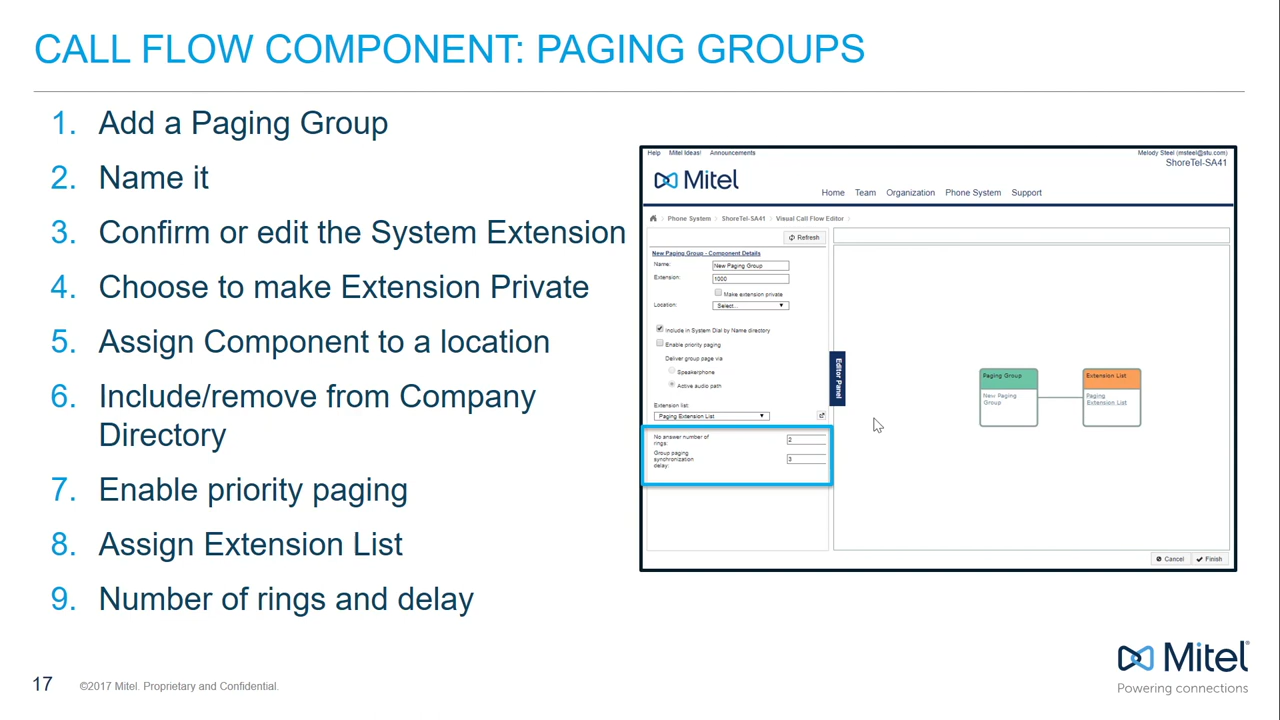 CALL FLOW COMPONENT: PAGING GROUPS
1. Add a Paging Group
2. Name it
3. Confirm or edit the System Extension
4. Choose to make Extension Private
5. Assign Component to a location
6. Include/remove from Company
Directory
7. Enable priority paging
8. Assign Extension List
9. Number of rings and delay
Help Mitel Ideas! Announcements
Melody Steel (msteel@stu.com)
ShoreTel-SA41
Mitel
Home Team Organization Phone System Support
Phone System > ShoreTel-SA41 > Visual Call Flow Editor >
Refresh
New Paging Group - Component Details
Name: New Paging Group
Extension: 1000
Make extension private
Location: Select...
Include in System Dial by Name directory
Enable priority paging
Deliver group page via
Speakerphone
Active audio path
Extension list:
Paging Extension List
No answer number of
rings: 2
Group paging
synchronization
delay: 3
Editor Panel
Paging Group
New Paging
Group
Extension List
Paging
Extension List
Cancel Finish
17 ©2017 Mitel. Proprietary and Confidential.
Mitel®
Powering connections